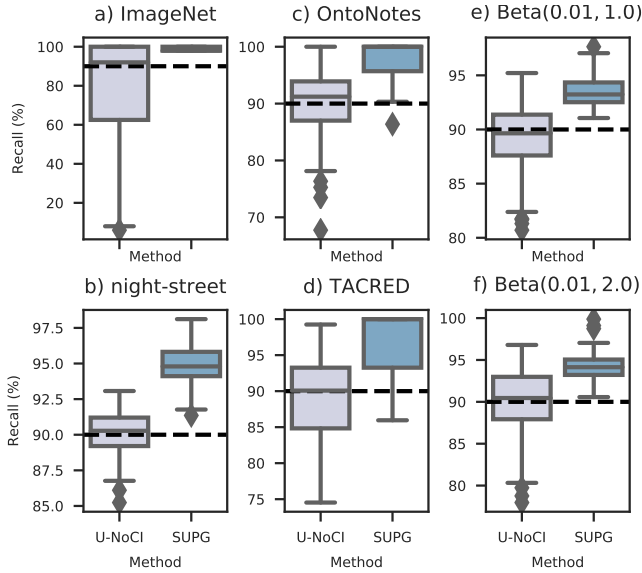 a) ImageNet
c) OntoNotes
e) Beta(0.01, 1.0)
Recall (%)
100
80
60
40
20
Method
100
90
80
70
Method
95
90
85
80
Method
b) night-street
d) TACRED
f) Beta(0.01, 2.0)
Recall (%)
97.5
95.0
92.5
90.0
87.5
85.0
U-NoCI SUPG
Method
100
95
90
85
80
75
U-NoCI SUPG
Method
100
95
90
85
80
U-NoCI SUPG
Method